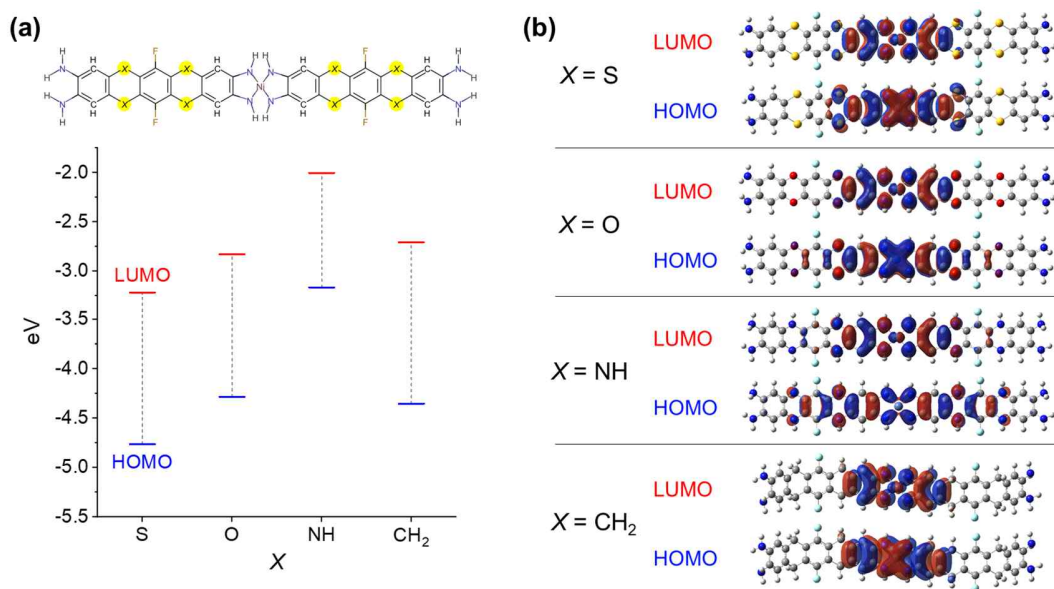 (a)
H H H H
N X F X N N X F X N
H H
C C C C
Ni
C C C C
H H
N X F X N N X F X N
H H H H H H H H
-2.0
-2.5
-3.0
-3.5
-4.0
-4.5
-5.0
-5.5
eV
LUMO
HOMO
S O NH CH2
X
(b)
X = S
LUMO
HOMO
X = O
LUMO
HOMO
X = NH
LUMO
HOMO
X = CH2
LUMO
HOMO